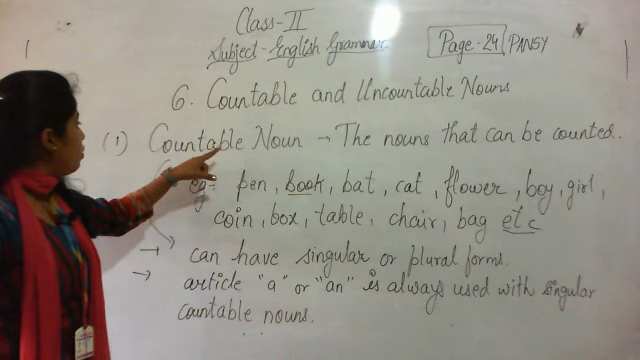 Class-II
Subject-English Grammar
Page-24 PANSY
6. Countable and Uncountable Nouns
(1) Countable Noun → The nouns that can be counted.
eg- pen, book, bat, cat, flower, boy, girl,
coin, box, table, chair, bag etc
→ can have singular or plural forms.
→ article "a" or "an" is always used with singular
countable nouns.